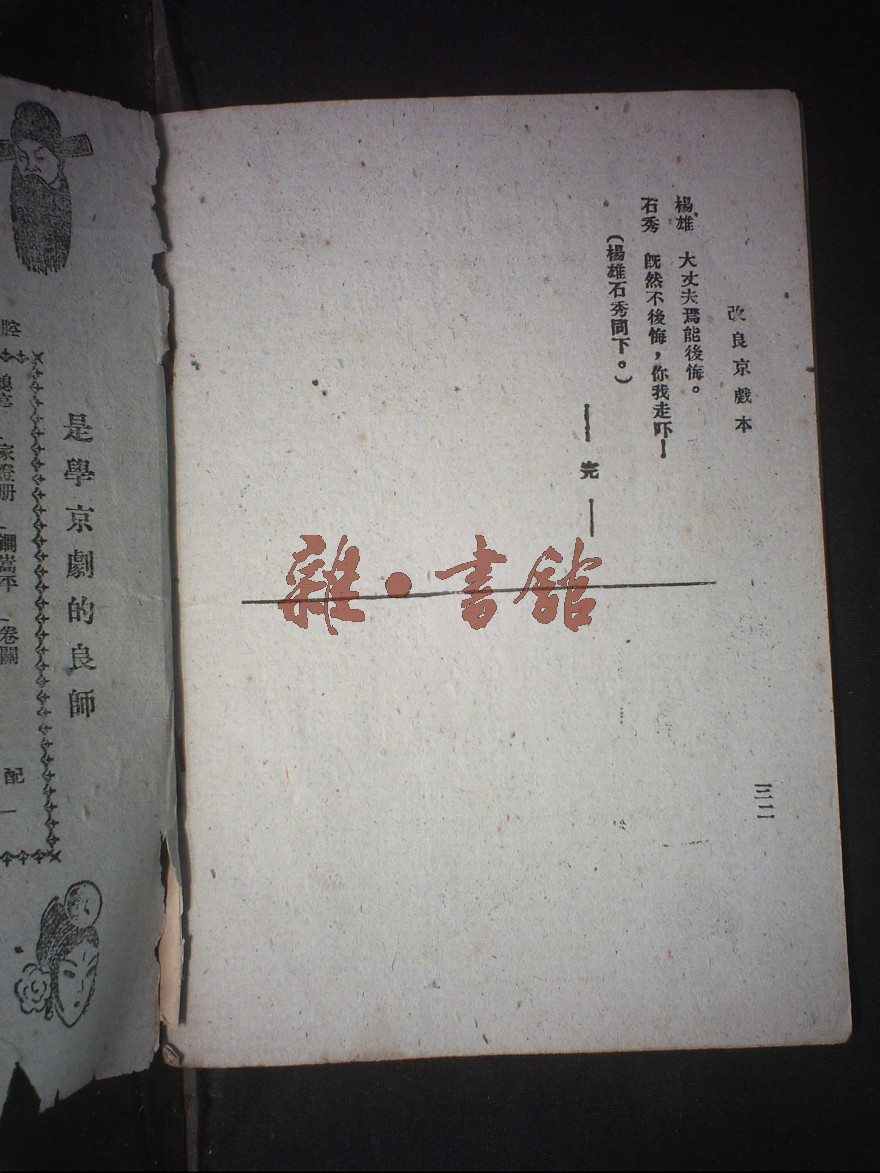 改良京戲本
楊雄　大丈夫焉能後悔。
石秀　旣然不後悔，你我走吓—
（楊雄石秀同下。）
——完——
三二
雜·書館
是學京劇的良師
腔
配